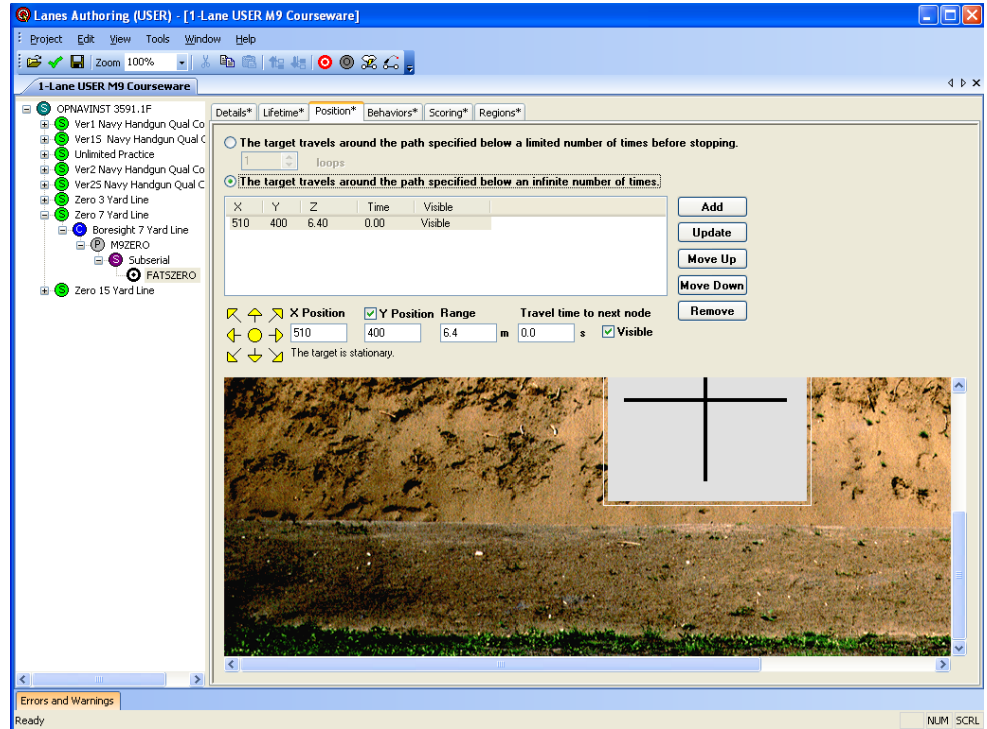 Lanes Authoring (USER) - [1-Lane USER M9 Courseware]
Project Edit View Tools Window Help
Zoom 100%
1-Lane USER M9 Courseware
OPNAVINST 3591.1F
Ver1 Navy Handgun Qual Co
Ver1S Navy Handgun Qual C
Unlimited Practice
Ver2 Navy Handgun Qual Co
Ver2S Navy Handgun Qual C
Zero 3 Yard Line
Zero 7 Yard Line
Boresight 7 Yard Line
M9ZERO
Subserial
FATSZERO
Zero 15 Yard Line
Details* Lifetime* Position* Behaviors* Scoring* Regions*
The target travels around the path specified below a limited number of times before stopping.
1 loops
The target travels around the path specified below an infinite number of times.
X Y Z Time Visible
510 400 6.40 0.00 Visible
Add
Update
Move Up
Move Down
Remove
X Position Y Position Range Travel time to next node
510 400 6.4 m 0.0 s Visible
The target is stationary.
Errors and Warnings
Ready NUM SCRL